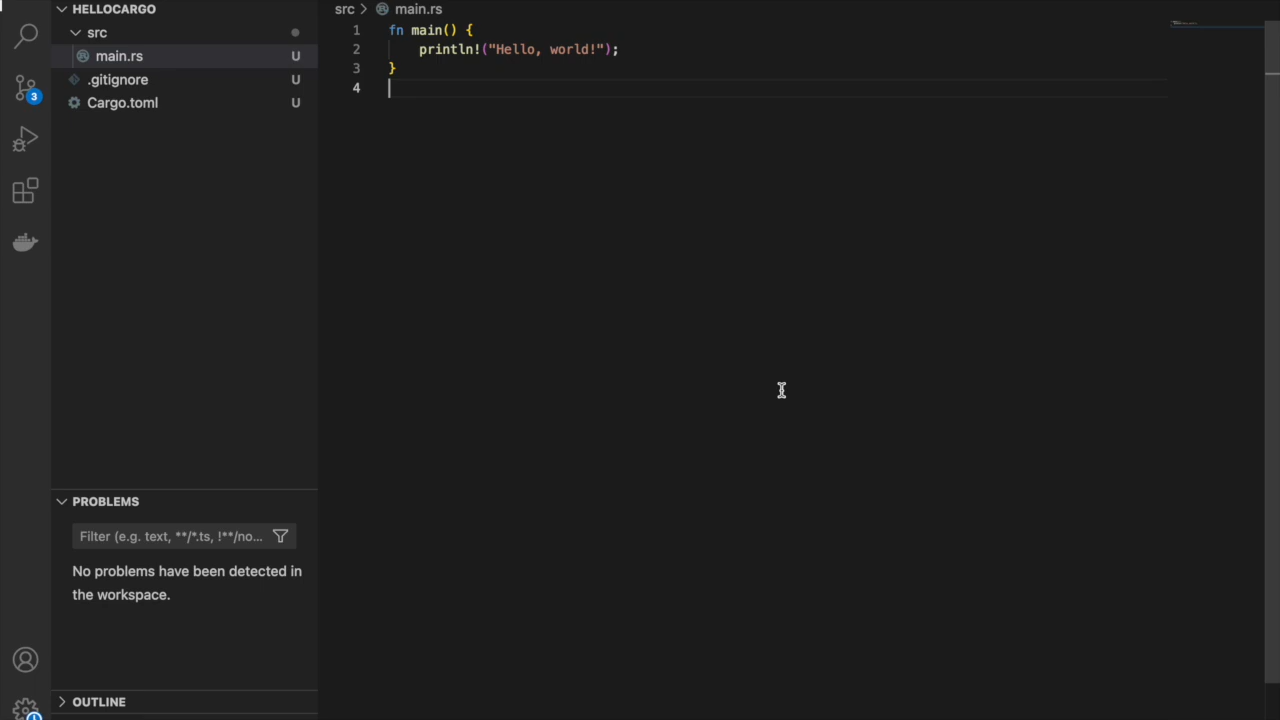 HELLOCARGO
src
main.rs U
.gitignore U
Cargo.toml U
3
PROBLEMS
Filter (e.g. text, **/*.ts, !**/no...
No problems have been detected in
the workspace.
OUTLINE
src > main.rs
1 fn main() {
2 println!("Hello, world!");
3 }
4